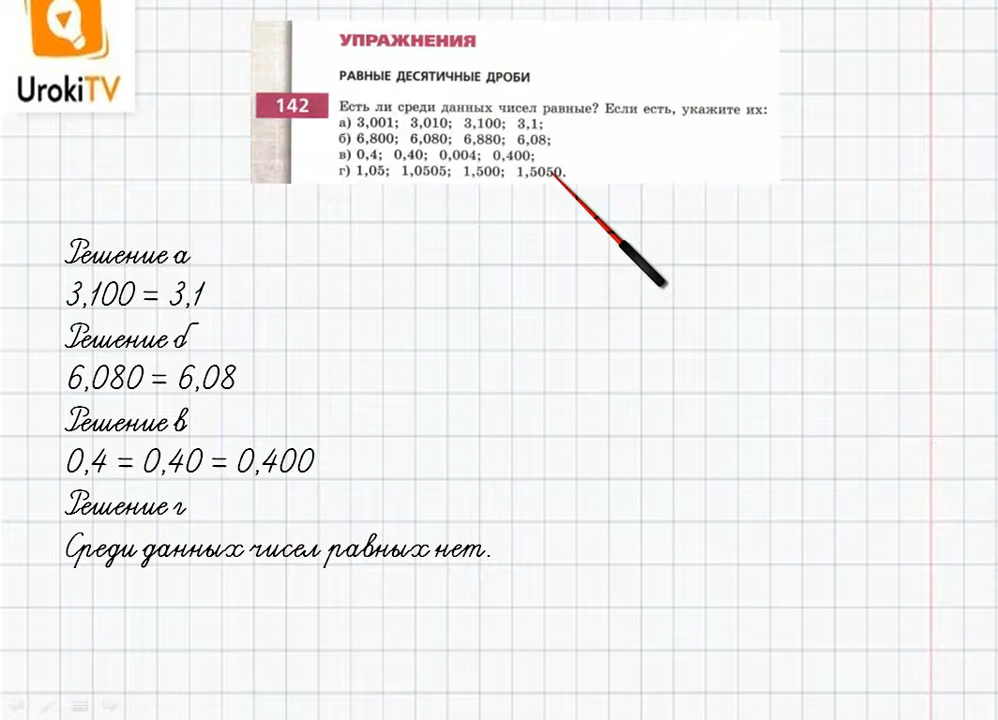 UrokiTV
УПРАЖНЕНИЯ
РАВНЫЕ ДЕСЯТИЧНЫЕ ДРОБИ
142 Есть ли среди данных чисел равные? Если есть, укажите их:
а) 3,001; 3,010; 3,100; 3,1;
б) 6,800; 6,080; 6,880; 6,08;
в) 0,4; 0,40; 0,004; 0,400;
г) 1,05; 1,0505; 1,500; 1,5050.
Решение а
3,100 = 3,1
Решение б
6,080 = 6,08
Решение в
0,4 = 0,40 = 0,400
Решение г
Среди данных чисел равных нет.